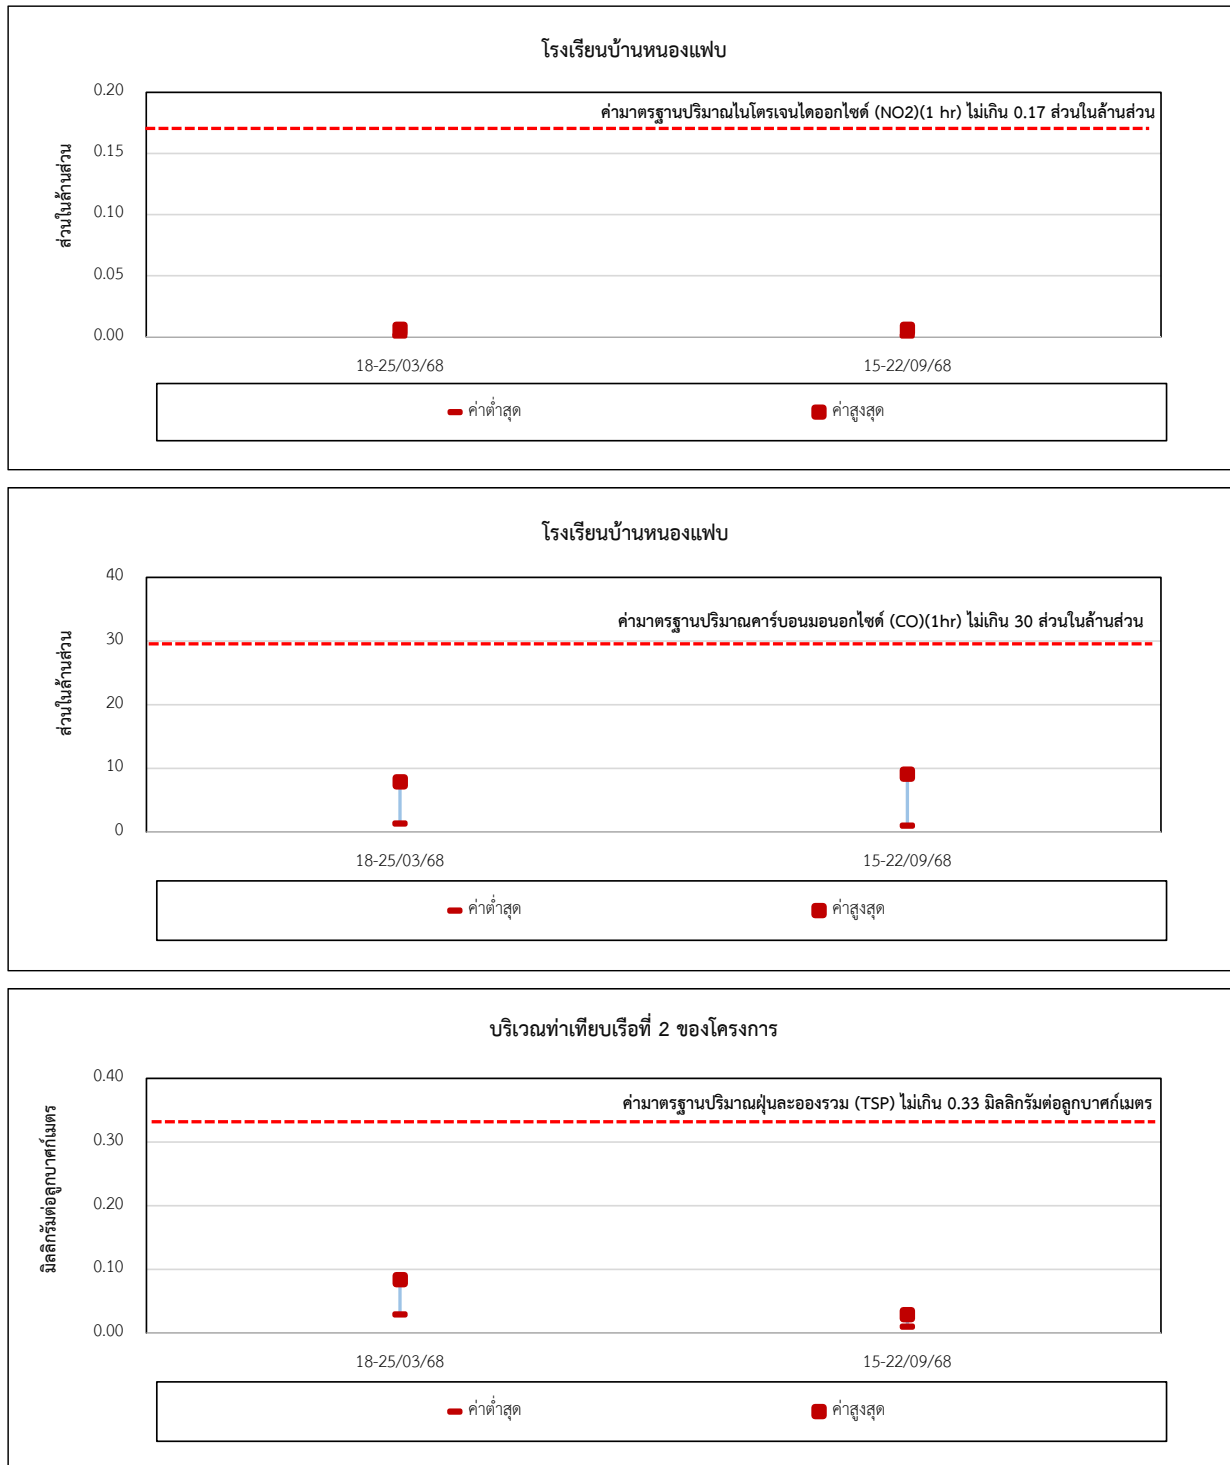 โรงเรียนบ้านหนองแฟบ
ค่ามาตรฐานปริมาณไนโตรเจนไดออกไซด์ (NO2)(1 hr) ไม่เกิน 0.17 ส่วนในล้านส่วน
ส่วนในล้านส่วน
0.20
0.15
0.10
0.05
0.00
18-25/03/68
15-22/09/68
ค่าต่ำสุด
ค่าสูงสุด
โรงเรียนบ้านหนองแฟบ
ค่ามาตรฐานปริมาณคาร์บอนมอนอกไซด์ (CO)(1hr) ไม่เกิน 30 ส่วนในล้านส่วน
ส่วนในล้านส่วน
40
30
20
10
0
18-25/03/68
15-22/09/68
ค่าต่ำสุด
ค่าสูงสุด
บริเวณท่าเทียบเรือที่ 2 ของโครงการ
ค่ามาตรฐานปริมาณฝุ่นละอองรวม (TSP) ไม่เกิน 0.33 มิลลิกรัมต่อลูกบาศก์เมตร
มิลลิกรัมต่อลูกบาศก์เมตร
0.40
0.30
0.20
0.10
0.00
18-25/03/68
15-22/09/68
ค่าต่ำสุด
ค่าสูงสุด